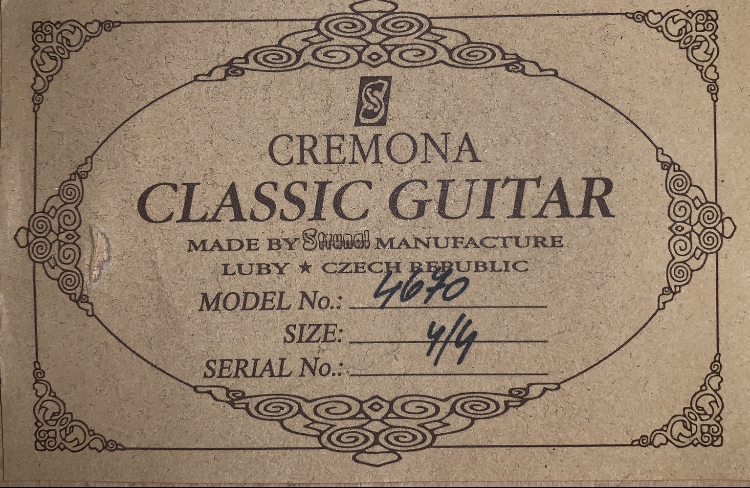 S
CREMONA
CLASSIC GUITAR
MADE BY Strunal MANUFACTURE
LUBY ★ CZECH REPUBLIC
MODEL No.: 4670
SIZE: 4/4
SERIAL No.: